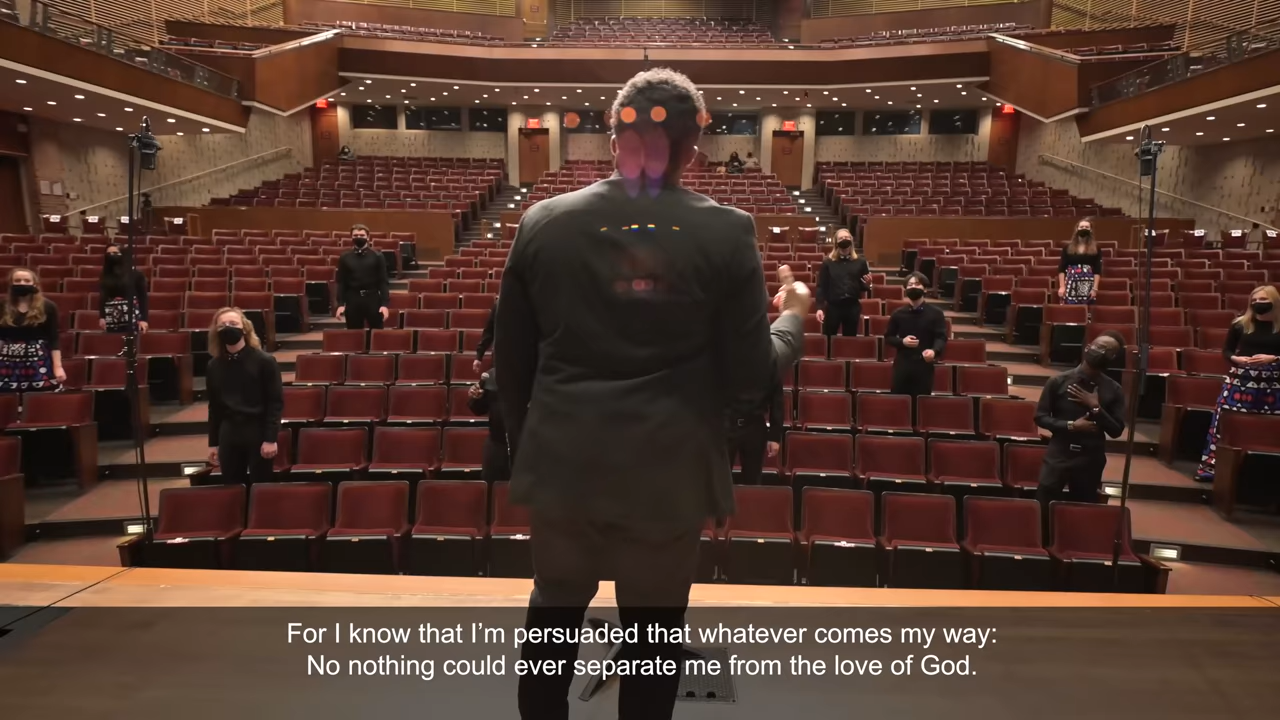 For I know that I'm persuaded that whatever comes my way:
No nothing could ever separate me from the love of God.